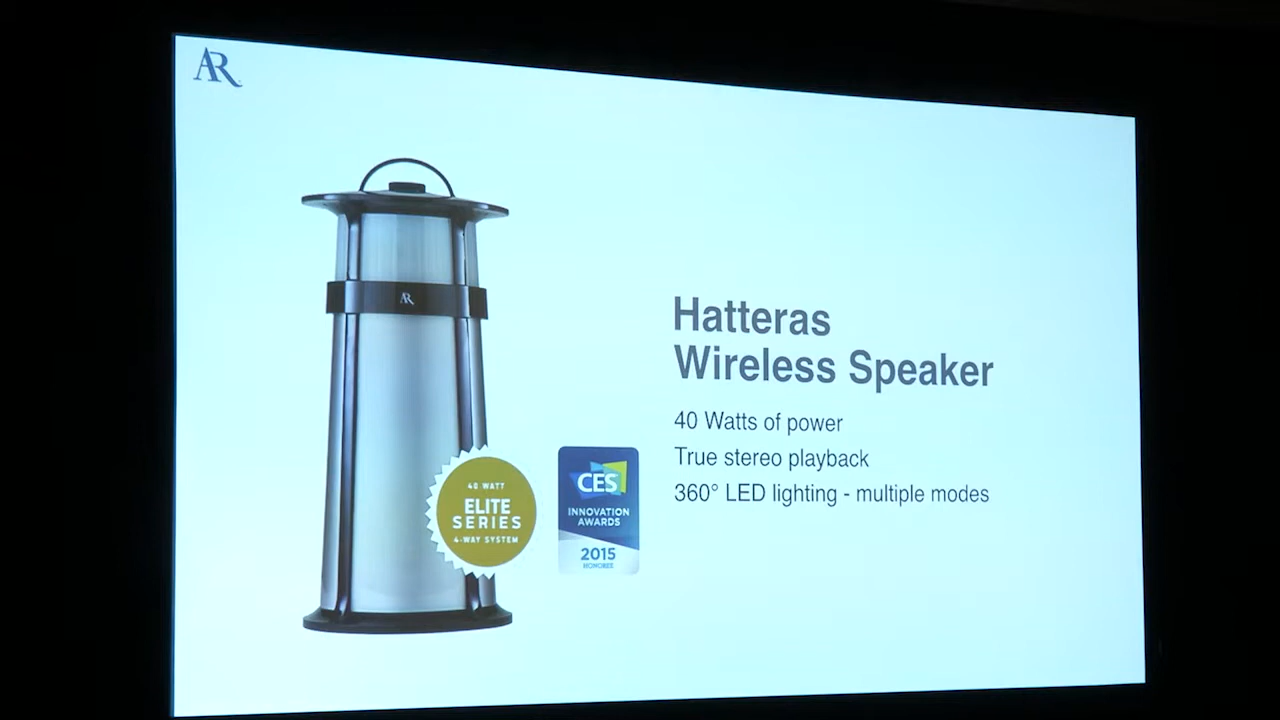 AR
AR
Hatteras
Wireless Speaker
40 Watts of power
True stereo playback
360° LED lighting - multiple modes
40 WATT
ELITE
SERIES
4-WAY SYSTEM
CES
INNOVATION
AWARDS
2015
HONOREE